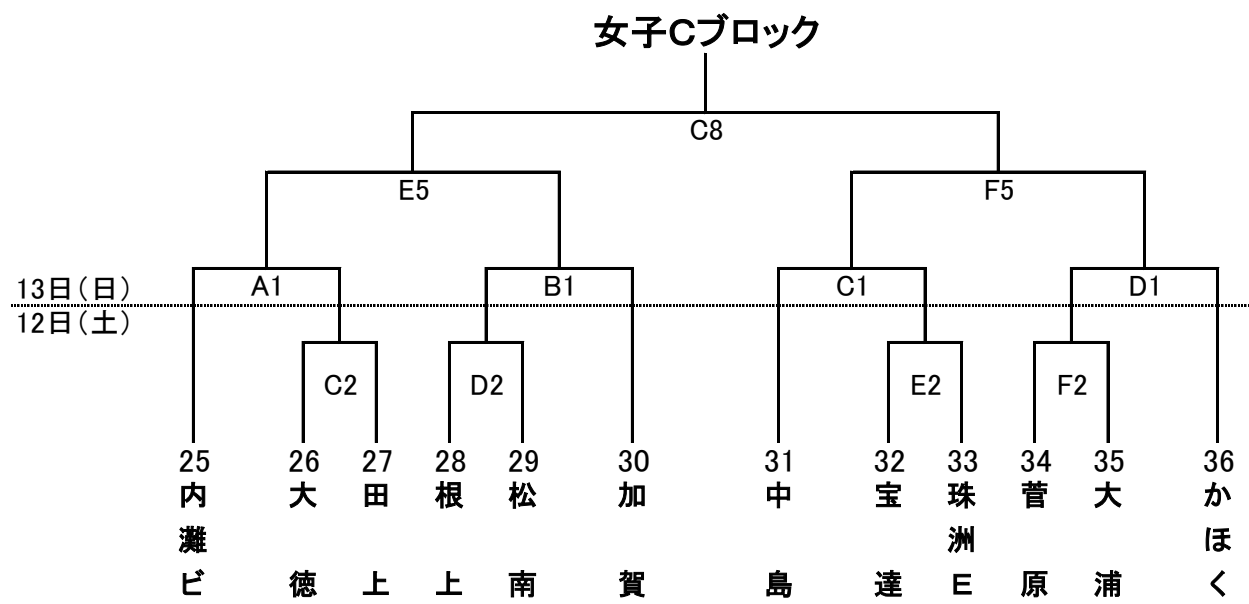 女子Cブロック
C8
E5 F5
13日(日) A1 B1 C1 D1
12日(土)
C2 D2 E2 F2
25 26 27 28 29 30 31 32 33 34 35 36
内灘ビ
大徳
田上
根上
松南
加賀
中島
宝達
珠洲E
菅原
大浦
かほく